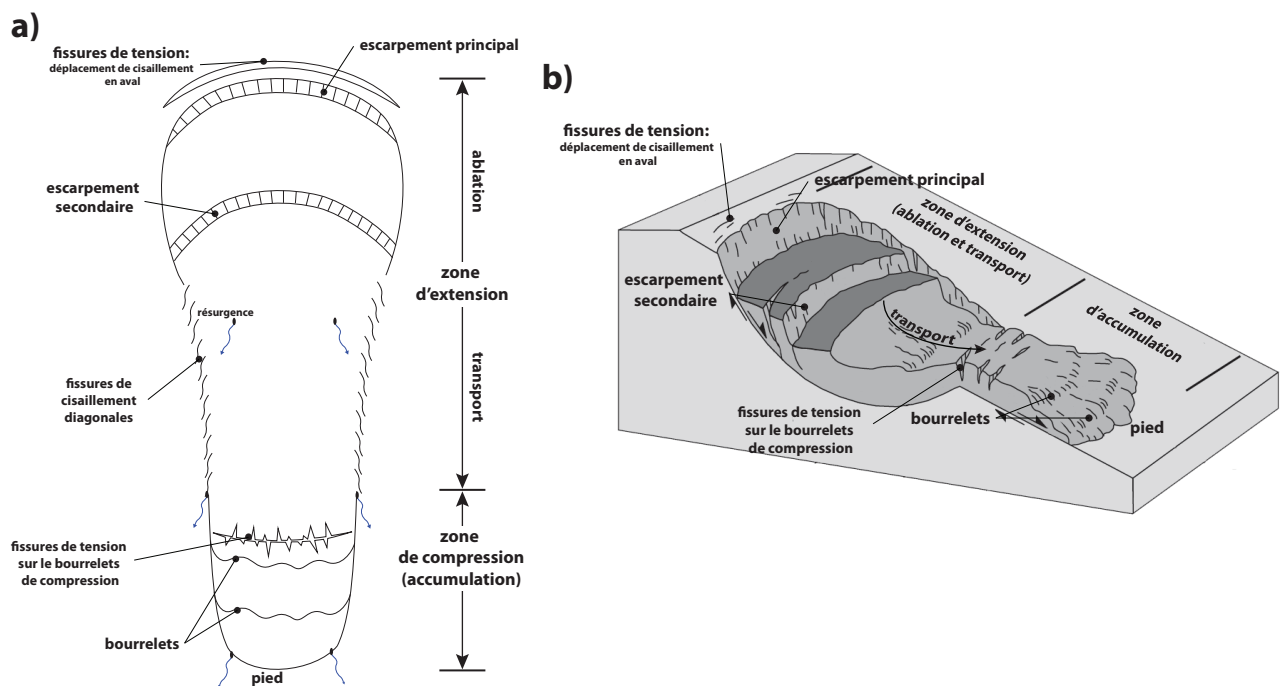 a)
fissures de tension:
déplacement de cisaillement
en aval
escarpement principal
escarpement
secondaire
ablation
zone
d'extension
résurgence
transport
fissures de
cisaillement
diagonales
fissures de tension
sur le bourrelets
de compression
zone
de compression
(accumulation)
bourrelets
pied
b)
fissures de tension:
déplacement de cisaillement
en aval
escarpement principal
zone d'extension
(ablation et transport)
escarpement
secondaire
transport
zone
d'accumulation
fissures de tension
sur le bourrelets
de compression
bourrelets
pied